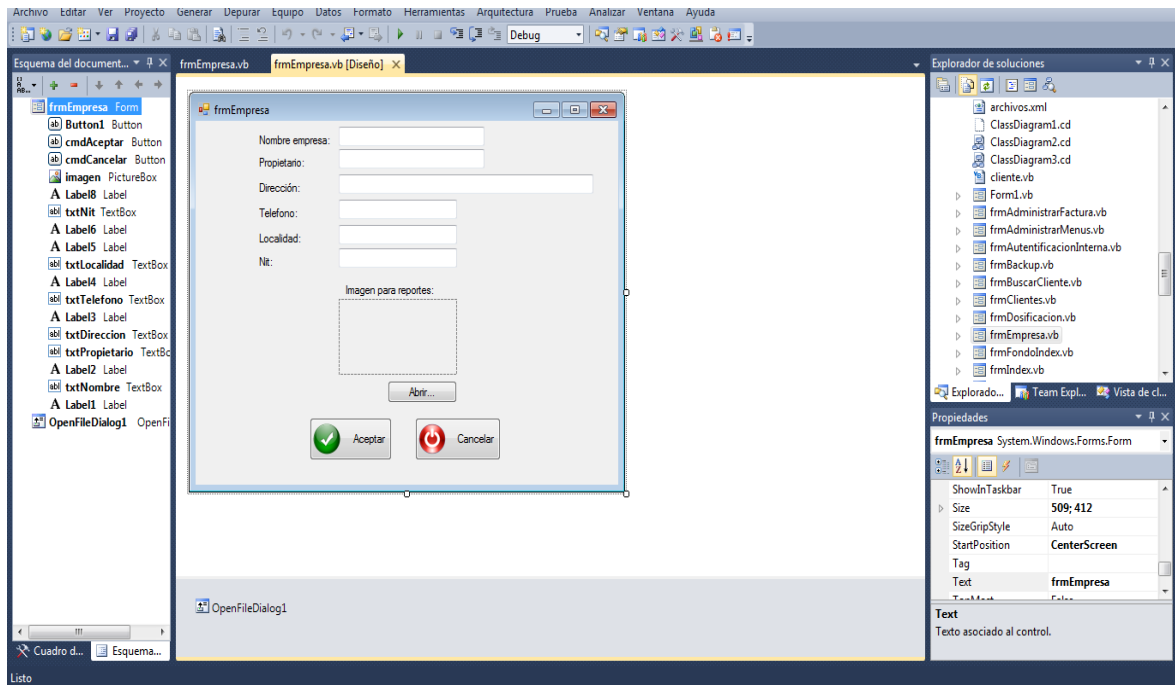 Archivo Editar Ver Proyecto Generar Depurar Equipo Datos Formato Herramientas Arquitectura Prueba Analizar Ventana Ayuda
Debug
Esquema del document...
frmEmpresa Form
Button1 Button
cmdAceptar Button
cmdCancelar Button
imagen PictureBox
Label8 Label
txtNit TextBox
Label6 Label
Label5 Label
txtLocalidad TextBox
Label4 Label
txtTelefono TextBox
Label3 Label
txtDireccion TextBox
txtPropietario TextBo
Label2 Label
txtNombre TextBox
Label1 Label
OpenFileDialog1 OpenFi
Cuadro d...
Esquema...
frmEmpresa.vb
frmEmpresa.vb [Diseño]
frmEmpresa
Nombre empresa:
Propietario:
Dirección:
Telefono:
Localidad:
Nit:
Imagen para reportes:
Abrir...
Aceptar
Cancelar
OpenFileDialog1
Explorador de soluciones
archivos.xml
ClassDiagram1.cd
ClassDiagram2.cd
ClassDiagram3.cd
cliente.vb
Form1.vb
frmAdministrarFactura.vb
frmAdministrarMenus.vb
frmAutentificacionInterna.vb
frmBackup.vb
frmBuscarCliente.vb
frmClientes.vb
frmDosificacion.vb
frmEmpresa.vb
frmFondoIndex.vb
frmIndex.vb
Explorado...
Team Expl...
Vista de cl...
Propiedades
frmEmpresa System.Windows.Forms.Form
ShowInTaskbar True
Size 509; 412
SizeGripStyle Auto
StartPosition CenterScreen
Tag
Text frmEmpresa
Text
Texto asociado al control.
Listo